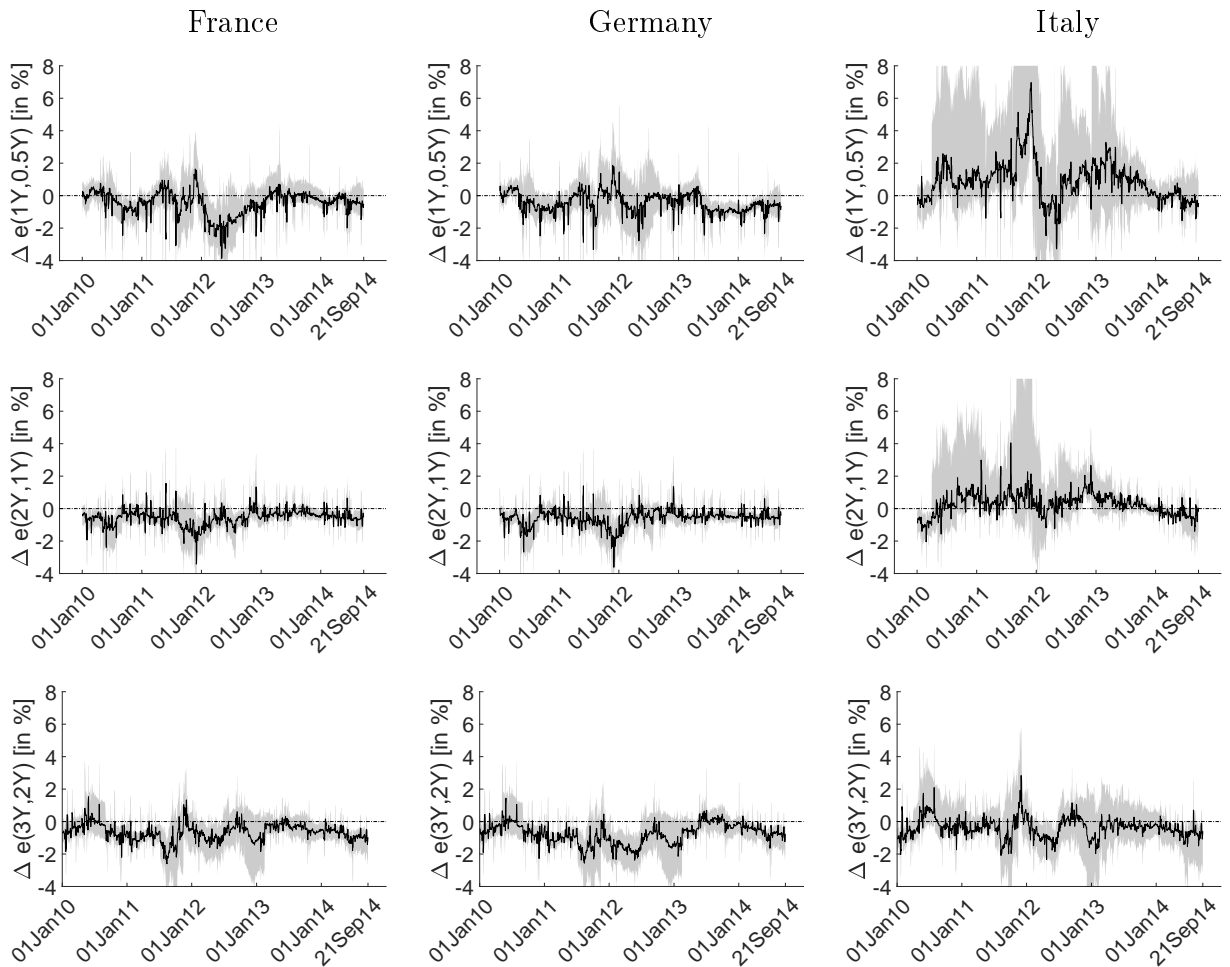 France
Germany
Italy
Δ e(1Y,0.5Y) [in %]
8
6
4
2
0
-2
-4
01Jan10
01Jan11
01Jan12
01Jan13
01Jan14
21Sep14
Δ e(1Y,0.5Y) [in %]
8
6
4
2
0
-2
-4
01Jan10
01Jan11
01Jan12
01Jan13
01Jan14
21Sep14
Δ e(1Y,0.5Y) [in %]
8
6
4
2
0
-2
-4
01Jan10
01Jan11
01Jan12
01Jan13
01Jan14
21Sep14
Δ e(2Y,1Y) [in %]
8
6
4
2
0
-2
-4
01Jan10
01Jan11
01Jan12
01Jan13
01Jan14
21Sep14
Δ e(2Y,1Y) [in %]
8
6
4
2
0
-2
-4
01Jan10
01Jan11
01Jan12
01Jan13
01Jan14
21Sep14
Δ e(2Y,1Y) [in %]
8
6
4
2
0
-2
-4
01Jan10
01Jan11
01Jan12
01Jan13
01Jan14
21Sep14
Δ e(3Y,2Y) [in %]
8
6
4
2
0
-2
-4
01Jan10
01Jan11
01Jan12
01Jan13
01Jan14
21Sep14
Δ e(3Y,2Y) [in %]
8
6
4
2
0
-2
-4
01Jan10
01Jan11
01Jan12
01Jan13
01Jan14
21Sep14
Δ e(3Y,2Y) [in %]
8
6
4
2
0
-2
-4
01Jan10
01Jan11
01Jan12
01Jan13
01Jan14
21Sep14